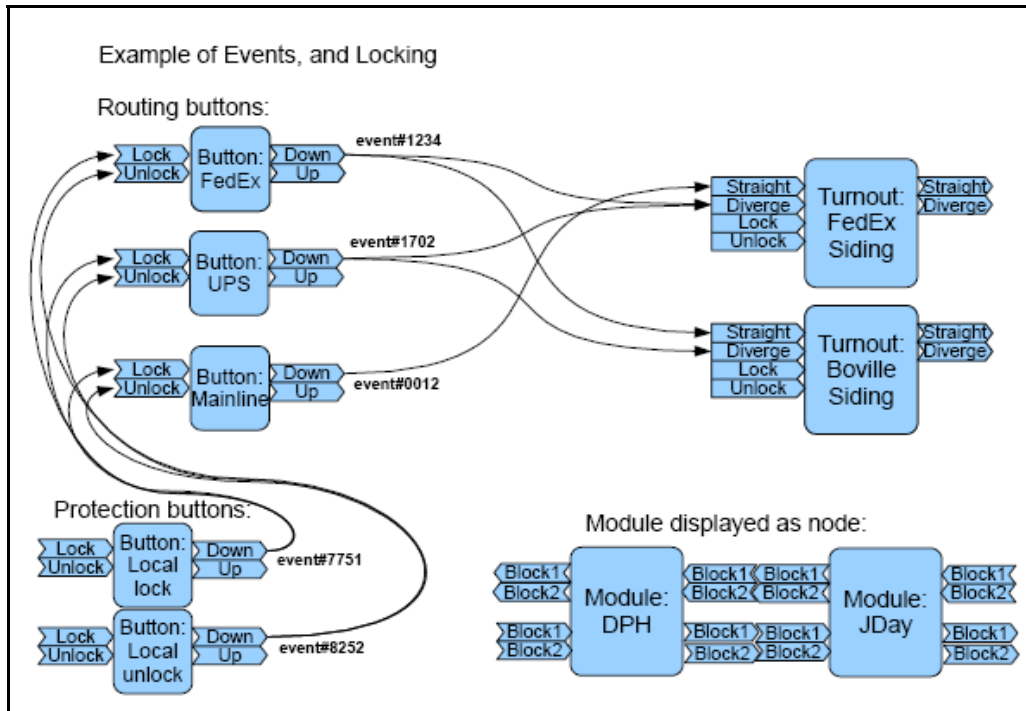 Example of Events, and Locking
Routing buttons:
Lock
Unlock
Button:
FedEx
Down
Up
event#1234
Lock
Unlock
Button:
UPS
Down
Up
event#1702
Lock
Unlock
Button:
Mainline
Down
Up
event#0012
Straight
Diverge
Lock
Unlock
Turnout:
FedEx
Siding
Straight
Diverge
Straight
Diverge
Lock
Unlock
Turnout:
Boville
Siding
Straight
Diverge
Protection buttons:
Lock
Unlock
Button:
Local
lock
Down
Up
event#7751
Lock
Unlock
Button:
Local
unlock
Down
Up
event#8252
Module displayed as node:
Block1
Block2
Block1
Block2
Module:
DPH
Block1
Block2
Block1
Block2
Block1
Block2
Block1
Block2
Module:
JDay
Block1
Block2
Block1
Block2